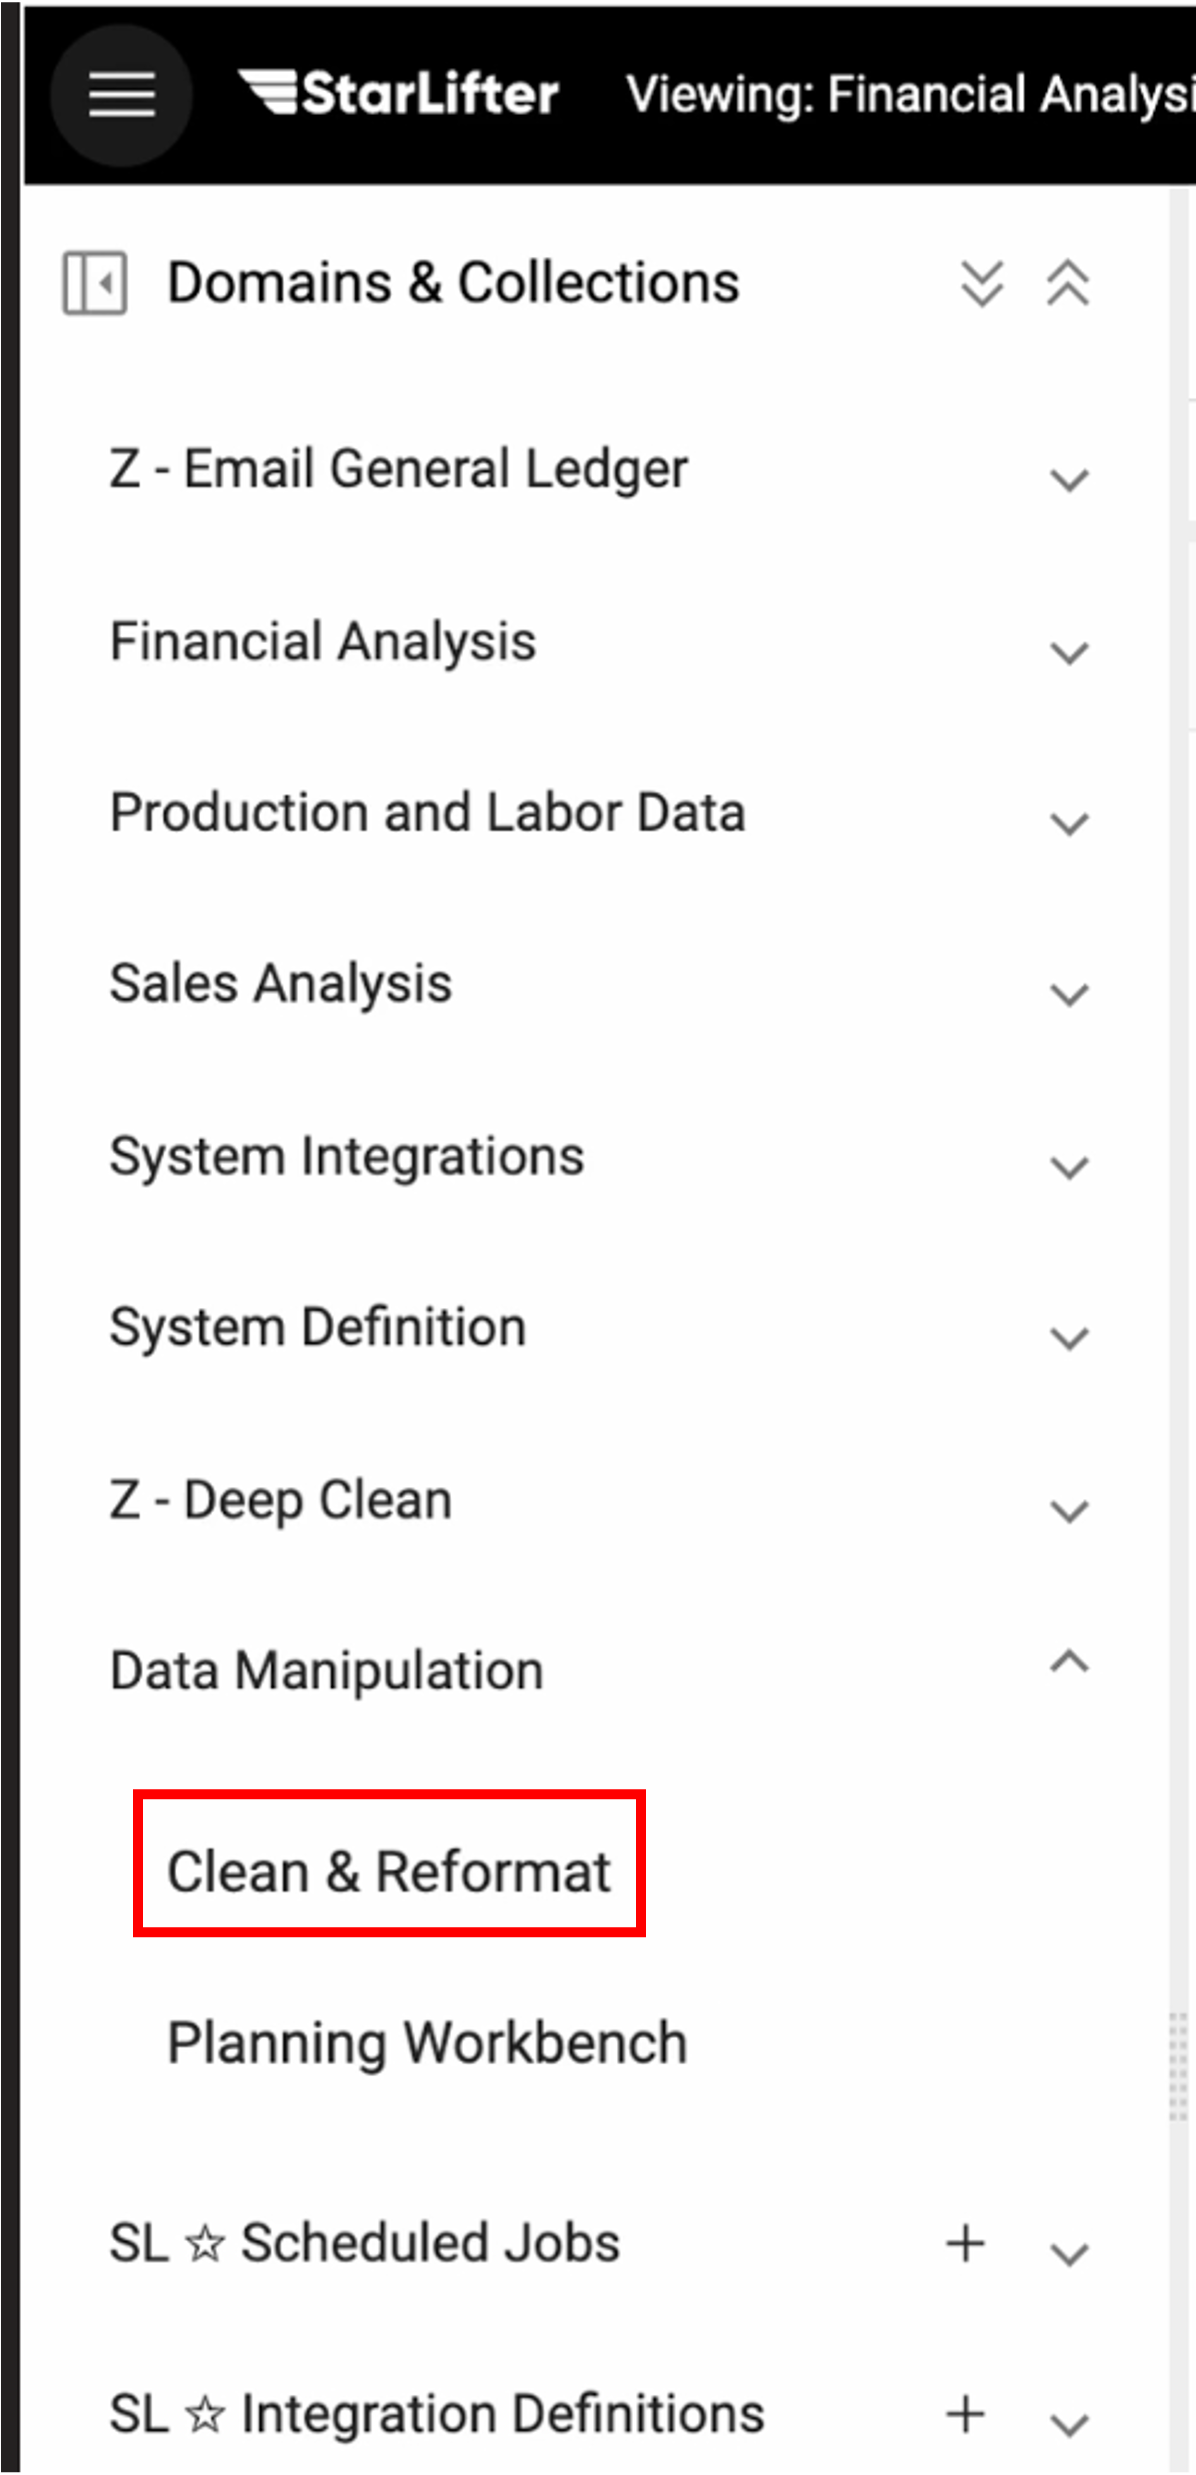 StarLifter Viewing: Financial Analysi
Domains & Collections
Z - Email General Ledger
Financial Analysis
Production and Labor Data
Sales Analysis
System Integrations
System Definition
Z - Deep Clean
Data Manipulation
Clean & Reformat
Planning Workbench
SL ☆ Scheduled Jobs +
SL ☆ Integration Definitions +